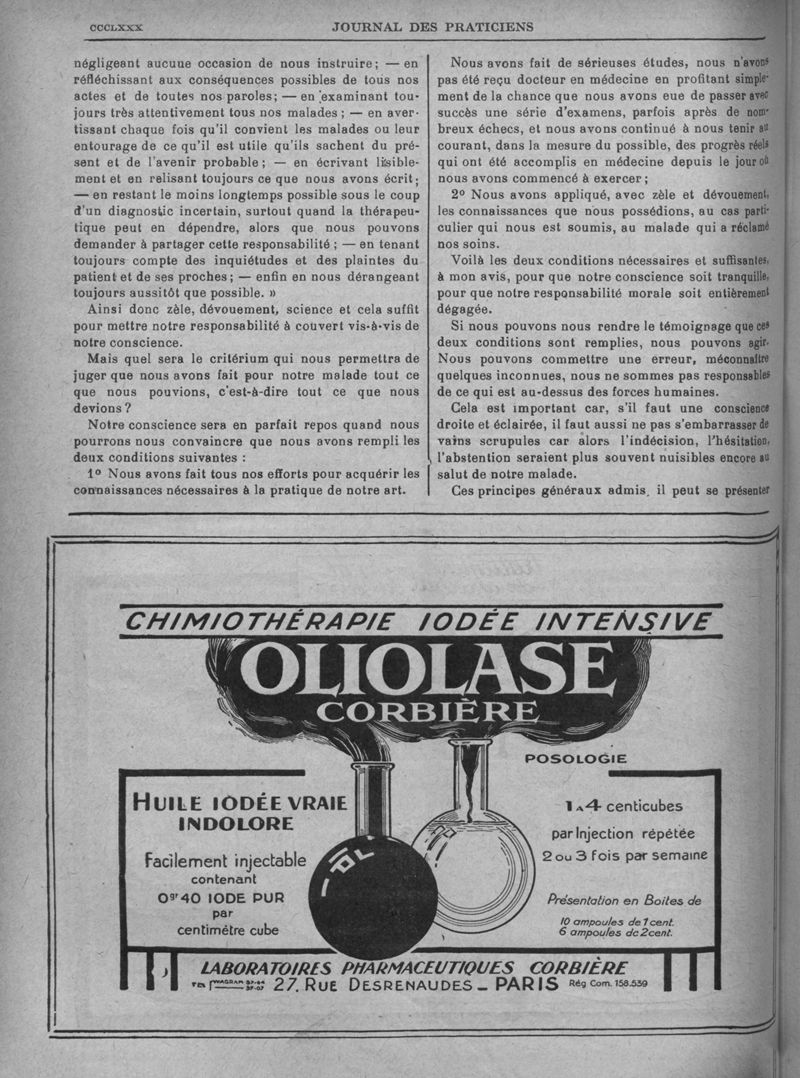 CCCLXXX
JOURNAL DES PRATICIENS
négligeant aucuue occasion de nous instruire; — en
réfléchissant aux conséquences possibles de tous nos
actes et de toutes nos paroles; — en examinant tou-
jours très attentivement tous nos malades ; — en aver-
tissant chaque fois qu'il convient les malades ou leur
entourage de ce qu'il est utile qu'ils sachent du pré-
sent et de l'avenir probable ; — en écrivant lisible-
ment et en relisant toujours ce que nous avons écrit;
— en restant le moins longtemps possible sous le coup
d'un diagnostic incertain, surtout quand la thérapeu-
tique peut en dépendre, alors que nous pouvons
demander à partager cette responsabilité ; — en tenant
toujours compte des inquiétudes et des plaintes du
patient et de ses proches ; — enfin en nous dérangeant
toujours aussitôt que possible. »
Ainsi donc zèle, dévouement, science et cela suffit
pour mettre notre responsabilité à couvert vis-à-vis de
notre conscience.
Mais quel sera le critérium qui nous permettra de
juger que nous avons fait pour notre malade tout ce
que nous pouvions, c'est-à-dire tout ce que nous
devions ?
Notre conscience sera en parfait repos quand nous
pourrons nous convaincre que nous avons rempli les
deux conditions suivantes :
1º Nous avons fait tous nos efforts pour acquérir les
connaissances nécessaires à la pratique de notre art.
Nous avons fait de sérieuses études, nous n'avons
pas été reçu docteur en médecine en profitant simple-
ment de la chance que nous avons eue de passer avec
succès une série d'examens, parfois après de nom-
breux échecs, et nous avons continué à nous tenir au
courant, dans la mesure du possible, des progrès réels
qui ont été accomplis en médecine depuis le jour où
nous avons commencé à exercer ;
2º Nous avons appliqué, avec zèle et dévouement,
les connaissances que nous possédions, au cas parti-
culier qui nous est soumis, au malade qui a réclamé
nos soins.
Voilà les deux conditions nécessaires et suffisantes,
à mon avis, pour que notre conscience soit tranquille,
pour que notre responsabilité morale soit entièrement
dégagée.
Si nous pouvons nous rendre le témoignage que ces
deux conditions sont remplies, nous pouvons agir.
Nous pouvons commettre une erreur, méconnaître
quelques inconnues, nous ne sommes pas responsables
de ce qui est au-dessus des forces humaines.
Cela est important car, s'il faut une conscience
droite et éclairée, il faut aussi ne pas s'embarrasser de
vains scrupules car alors l'indécision, l'hésitation,
l'abstention seraient plus souvent nuisibles encore au
salut de notre malade.
Ces principes généraux admis, il peut se présenter
CHIMIOTHÉRAPIE IODÉE INTENSIVE
OLIOLASE
CORBIÈRE
HUILE IODÉE VRAIE
INDOLORE
Facilement injectable
contenant
0gr40 IODE PUR
par
centimètre cube
POSOLOGIE
1 À 4 centicubes
par Injection répétée
2 ou 3 fois par semaine
Présentation en Boites de
10 ampoules de 1 cent.
6 ampoules de 2 cent.
LABORATOIRES PHARMACEUTIQUES CORBIÈRE
WAGRAM 27. RUE DESRENAUDES _ PARIS Rég Com. 158.539